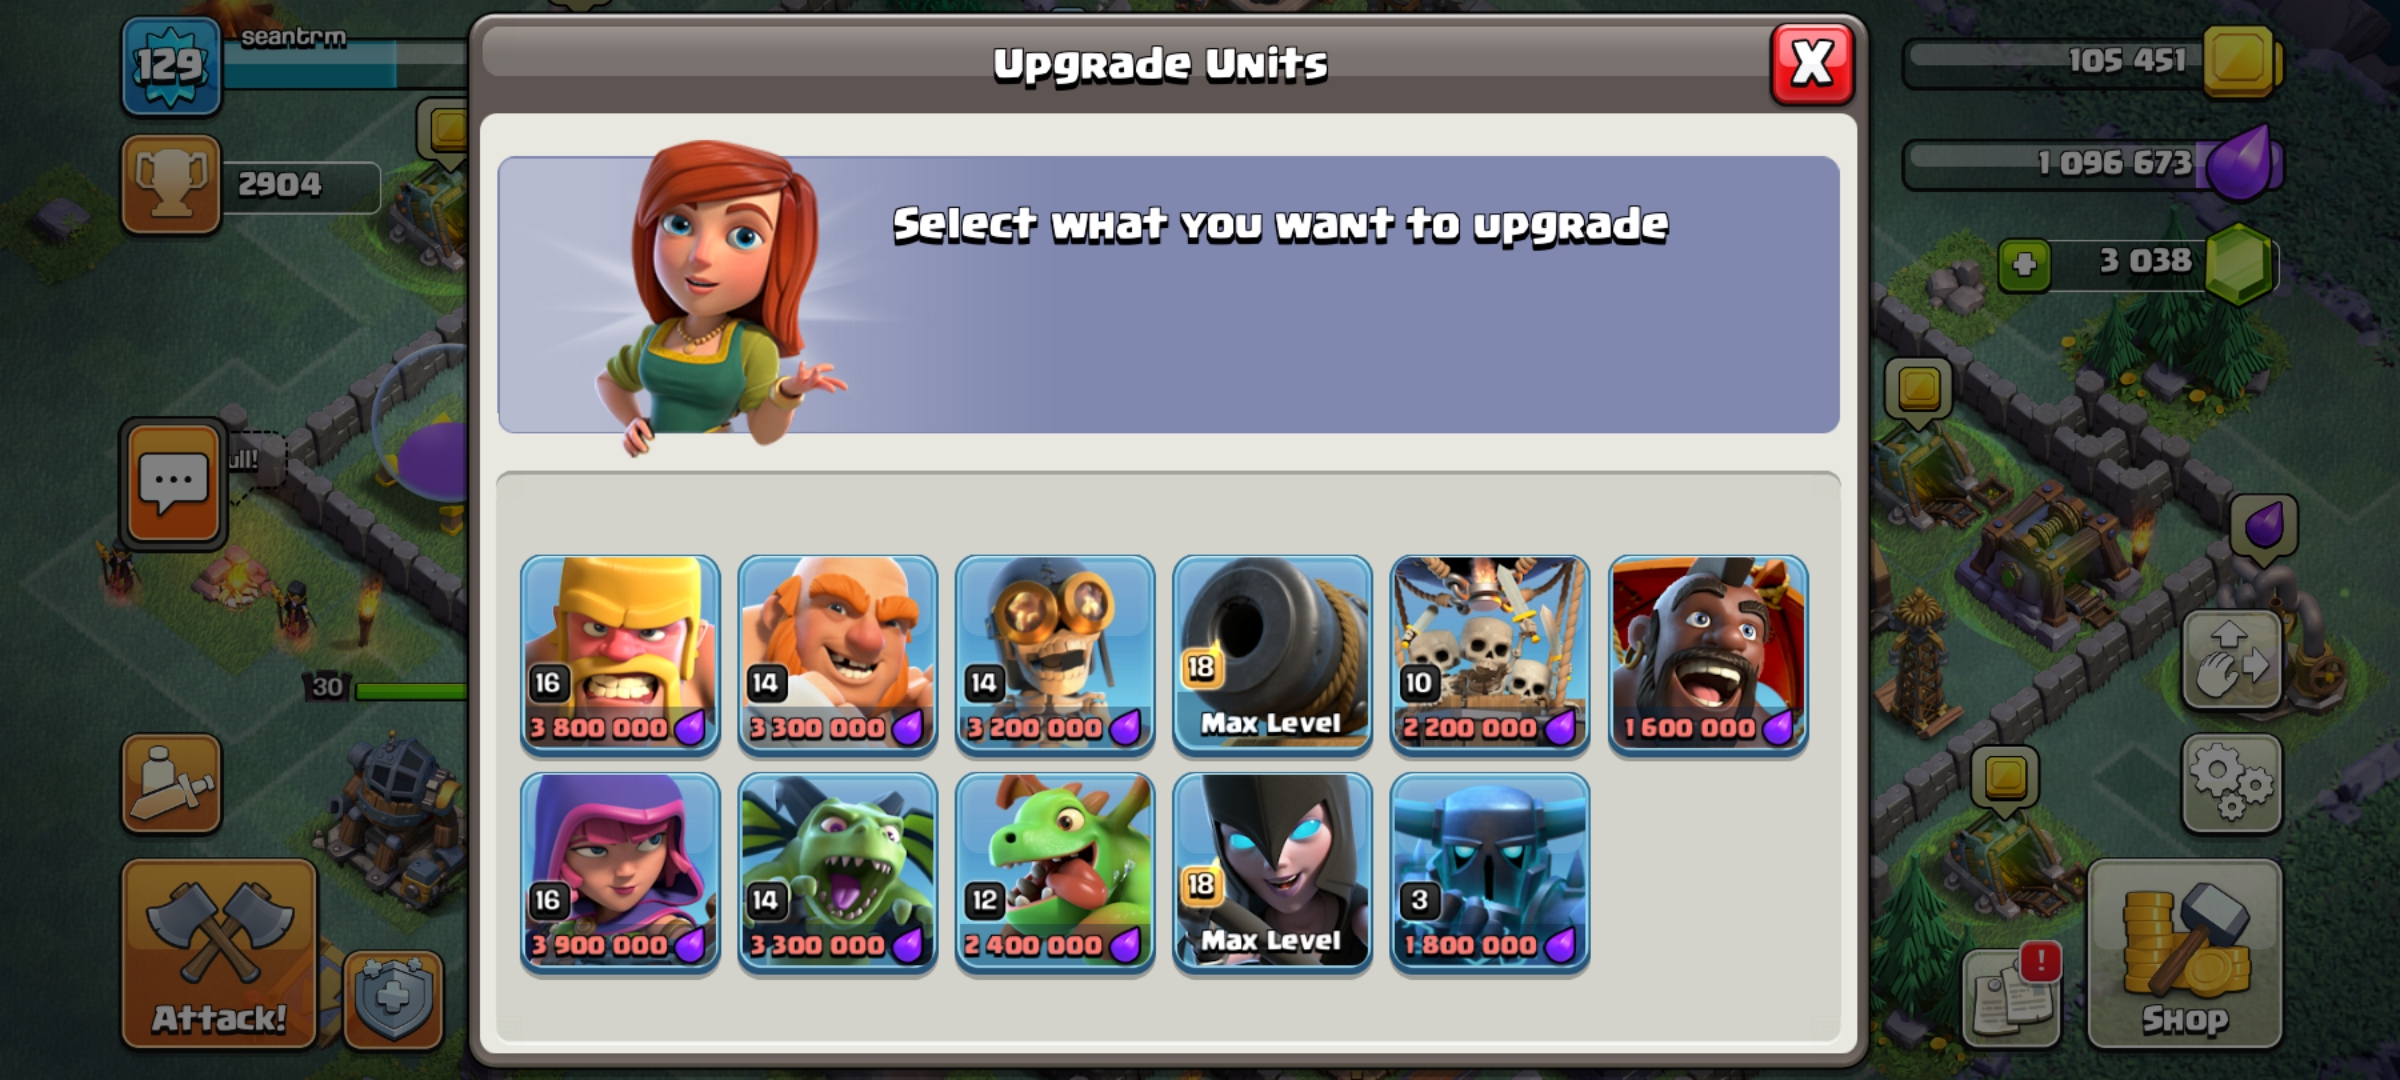 129
seantrm
Upgrade Units
X
105 451
2904
1 096 673
Select what you want to upgrade
3 038
ull!
16
3 800 000
14
3 300 000
14
3 200 000
18
Max Level
10
2 200 000
1 600 000
30
16
3 900 000
14
3 300 000
12
2 400 000
18
Max Level
3
1 800 000
Attack!
!
Shop